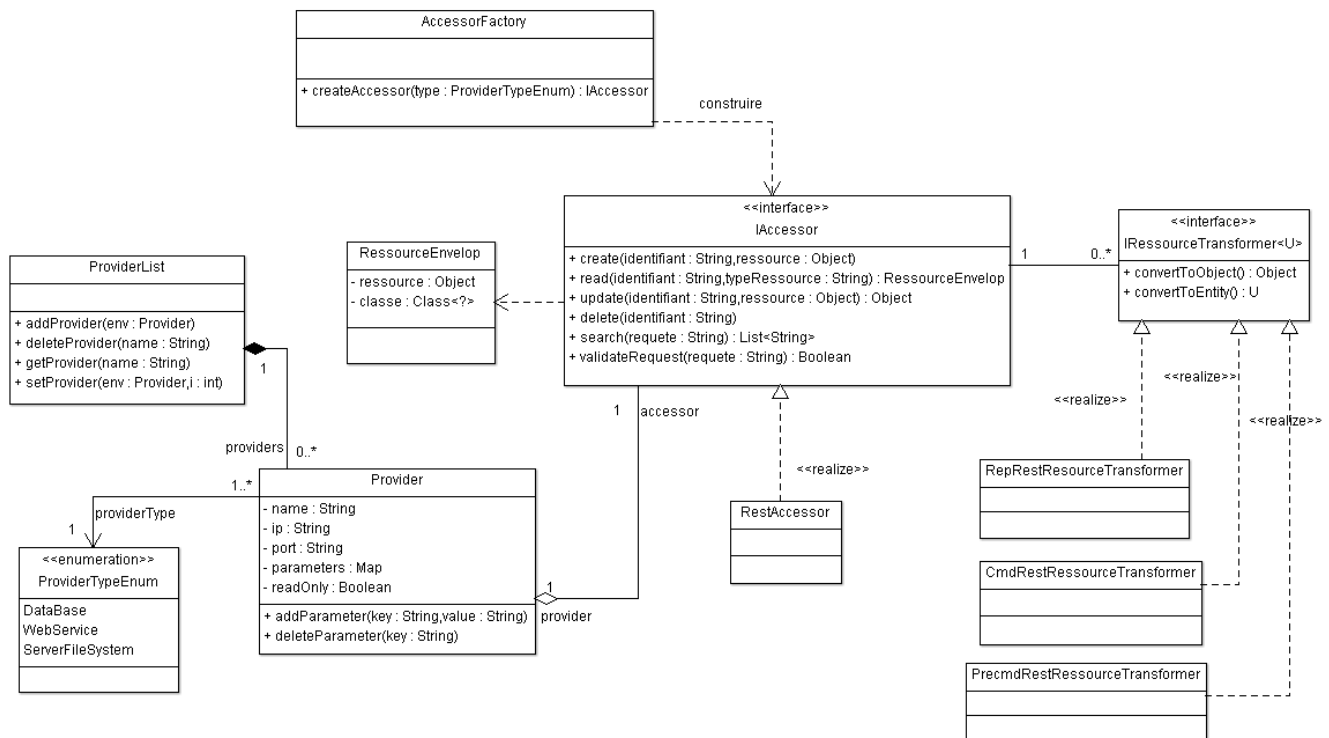 AccessorFactory
+ createAccessor(type : ProviderTypeEnum) : IAccessor
construire
<<interface>>
IAccessor
+ create(identifiant : String,ressource : Object)
+ read(identifiant : String,typeRessource : String) : RessourceEnvelop
+ update(identifiant : String,ressource : Object) : Object
+ delete(identifiant : String)
+ search(requete : String) : List<String>
+ validateRequest(requete : String) : Boolean
1
0..*
<<interface>>
IRessourceTransformer<U>
+ convertToObject() : Object
+ convertToEntity() : U
RessourceEnvelop
- ressource : Object
- classe : Class<?>
ProviderList
+ addProvider(env : Provider)
+ deleteProvider(name : String)
+ getProvider(name : String)
+ setProvider(env : Provider,i : int)
1
providers
0..*
1
accessor
<<realize>>
<<realize>>
<<realize>>
<<realize>>
Provider
- name : String
- ip : String
- port : String
- parameters : Map
- readOnly : Boolean
+ addParameter(key : String,value : String)
+ deleteParameter(key : String)
1..*
providerType
1
1
provider
<<enumeration>>
ProviderTypeEnum
DataBase
WebService
ServerFileSystem
RestAccessor
RepRestResourceTransformer
CmdRestRessourceTransformer
PrecmdRestRessourceTransformer